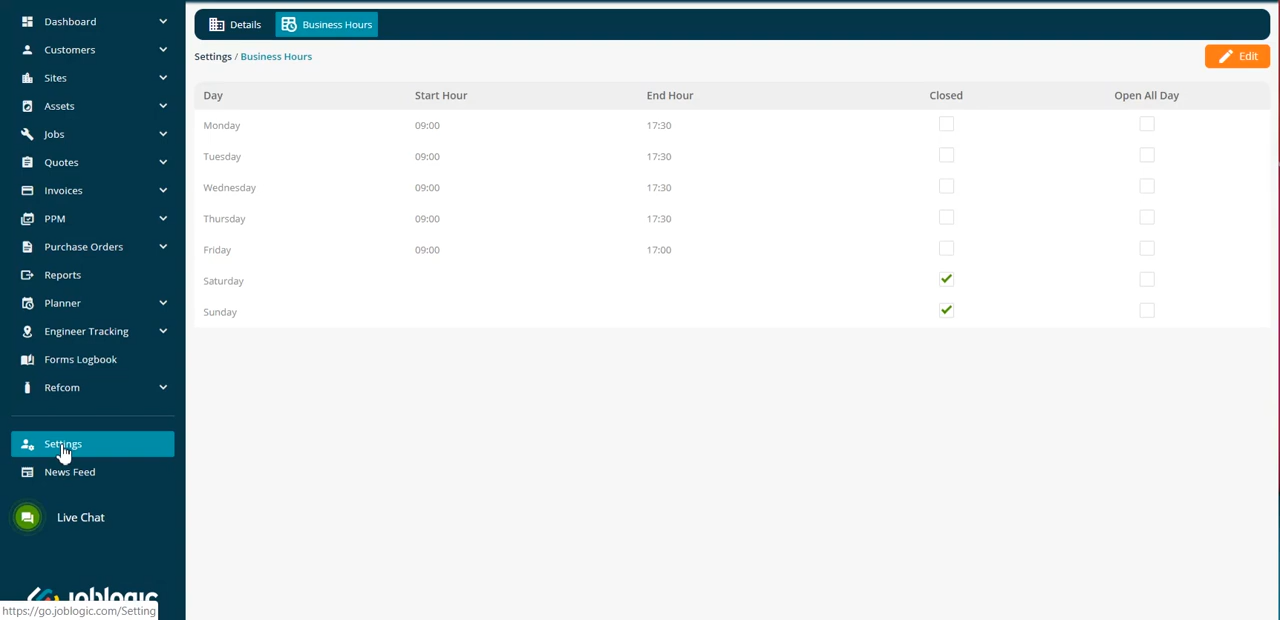 Dashboard
Customers
Sites
Assets
Jobs
Quotes
Invoices
PPM
Purchase Orders
Reports
Planner
Engineer Tracking
Forms Logbook
Refcom
Settings
News Feed
Live Chat
joblogic
https://go.joblogic.com/Setting
Details Business Hours
Settings / Business Hours
Edit
Day Start Hour End Hour Closed Open All Day
Monday 09:00 17:30
Tuesday 09:00 17:30
Wednesday 09:00 17:30
Thursday 09:00 17:30
Friday 09:00 17:00
Saturday
Sunday